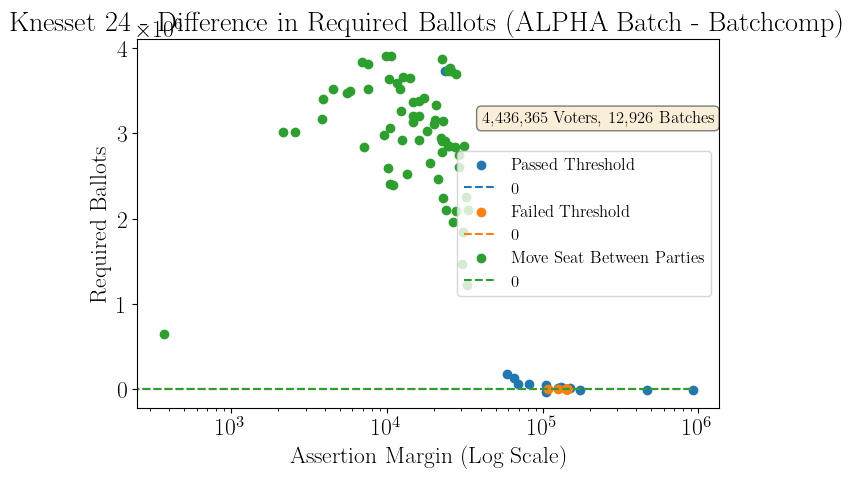 Knesset 24 - Difference in Required Ballots (ALPHA Batch - Batchcomp)
×10⁶
4
3
2
1
0
Required Ballots
4,436,365 Voters, 12,926 Batches
Passed Threshold
0
Failed Threshold
0
Move Seat Between Parties
0
10³
10⁴
10⁵
10⁶
Assertion Margin (Log Scale)